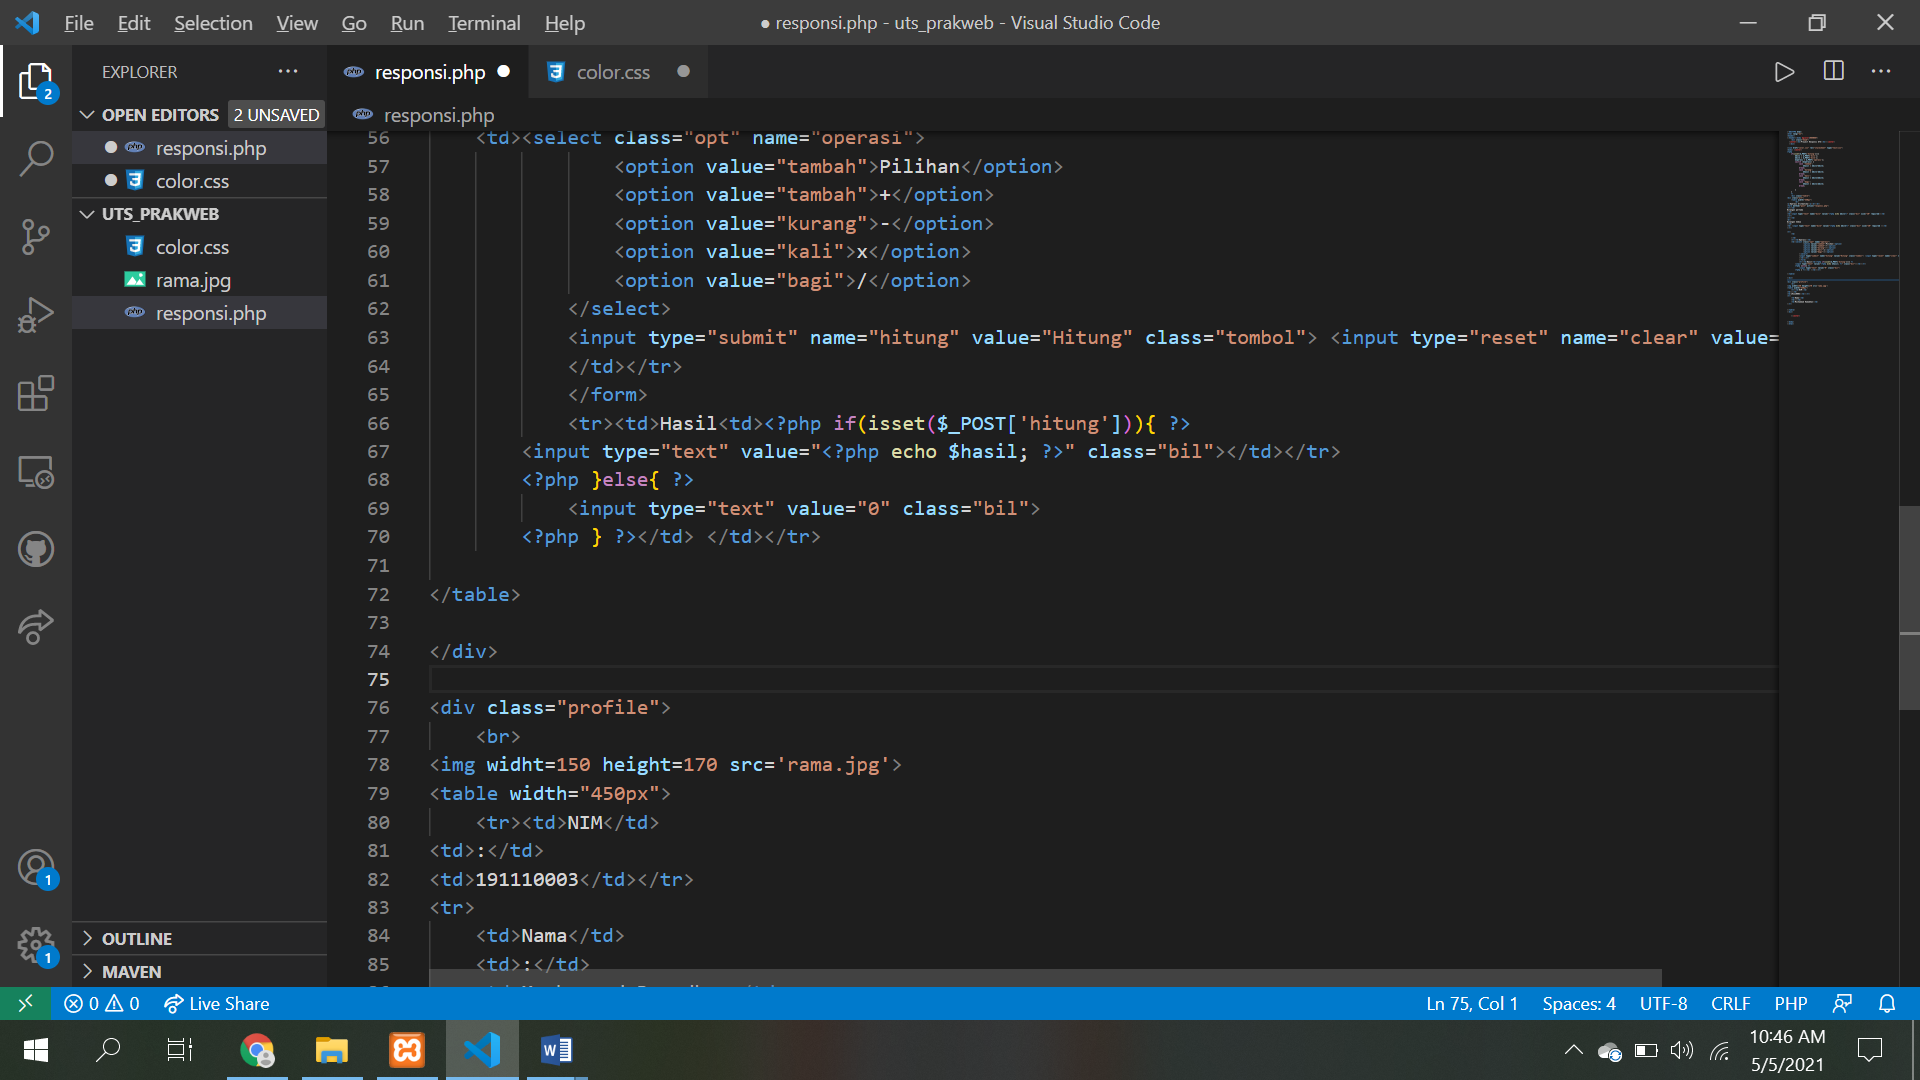 File Edit Selection View Go Run Terminal Help
● responsi.php - uts_prakweb - Visual Studio Code
EXPLORER
responsi.php
color.css
OPEN EDITORS 2 UNSAVED
responsi.php
color.css
UTS_PRAKWEB
color.css
rama.jpg
responsi.php
OUTLINE
MAVEN
2
1
1
responsi.php
56 <td><select class="opt" name="operasi">
57 <option value="tambah">Pilihan</option>
58 <option value="tambah">+</option>
59 <option value="kurang">-</option>
60 <option value="kali">x</option>
61 <option value="bagi">/</option>
62 </select>
63 <input type="submit" name="hitung" value="Hitung" class="tombol"> <input type="reset" name="clear" value=
64 </td></tr>
65 </form>
66 <tr><td>Hasil<td><?php if(isset($_POST['hitung'])){ ?>
67 <input type="text" value="<?php echo $hasil; ?>" class="bil"></td></tr>
68 <?php }else{ ?>
69 <input type="text" value="0" class="bil">
70 <?php } ?></td> </td></tr>
71
72 </table>
73
74 </div>
75
76 <div class="profile">
77 <br>
78 <img widht=150 height=170 src='rama.jpg'>
79 <table width="450px">
80 <tr><td>NIM</td>
81 <td>:</td>
82 <td>191110003</td></tr>
83 <tr>
84 <td>Nama</td>
85 <td>:</td>
0 0 Live Share
Ln 75, Col 1 Spaces: 4 UTF-8 CRLF PHP
10:46 AM
5/5/2021